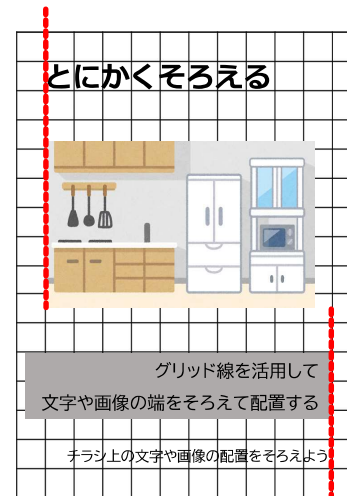 とにかくそろえる
グリッド線を活用して
文字や画像の端をそろえて配置する
チラシ上の文字や画像の配置をそろえよう